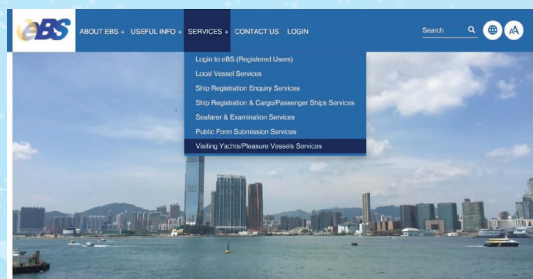 eBS
ABOUT EBS + USEFUL INFO + SERVICES + CONTACT US LOGIN Search A
Login to eBS (Registered Users)
Local Vessel Services
Ship Registration Enquiry Services
Ship Registration & Cargo/Passenger Ships Services
Seafarer & Examination Services
Public Form Submission Services
Visiting Yachts/Pleasure Vessels Services